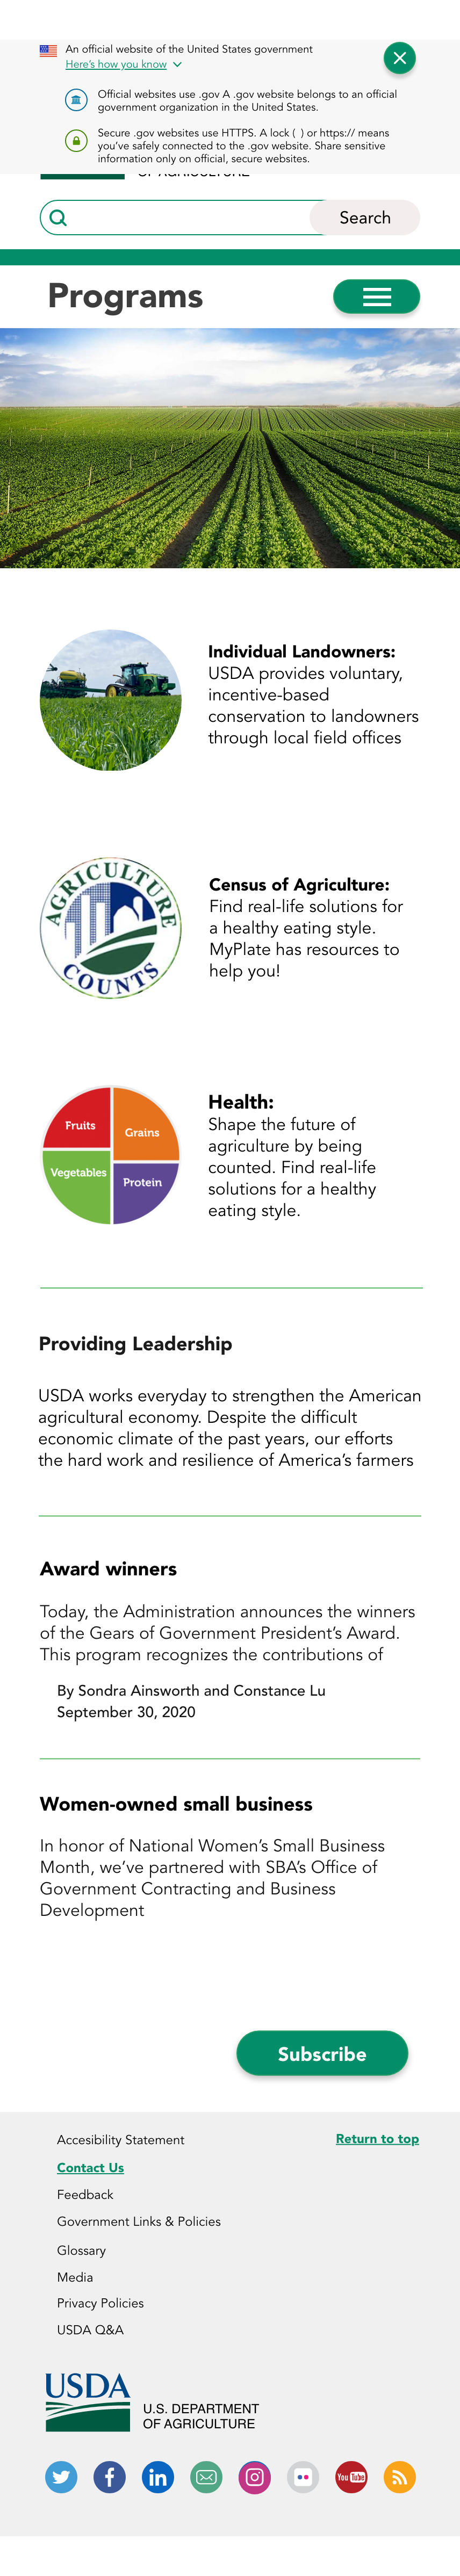 An official website of the United States government
Here's how you know
Official websites use .gov A .gov website belongs to an official
government organization in the United States.
Secure .gov websites use HTTPS. A lock ( ) or https:// means
you've safely connected to the .gov website. Share sensitive
information only on official, secure websites.
OF AGRICULTURE
Search
Programs
Individual Landowners:
USDA provides voluntary,
incentive-based
conservation to landowners
through local field offices
AGRICULTURE
COUNTS
Census of Agriculture:
Find real-life solutions for
a healthy eating style.
MyPlate has resources to
help you!
Fruits
Grains
Vegetables
Protein
Health:
Shape the future of
agriculture by being
counted. Find real-life
solutions for a healthy
eating style.
Providing Leadership
USDA works everyday to strengthen the American
agricultural economy. Despite the difficult
economic climate of the past years, our efforts
the hard work and resilience of America's farmers
Award winners
Today, the Administration announces the winners
of the Gears of Government President's Award.
This program recognizes the contributions of
By Sondra Ainsworth and Constance Lu
September 30, 2020
Women-owned small business
In honor of National Women's Small Business
Month, we've partnered with SBA's Office of
Government Contracting and Business
Development
Subscribe
Accesibility Statement
Return to top
Contact Us
Feedback
Government Links & Policies
Glossary
Media
Privacy Policies
USDA Q&A
USDA
U.S. DEPARTMENT
OF AGRICULTURE
You Tube